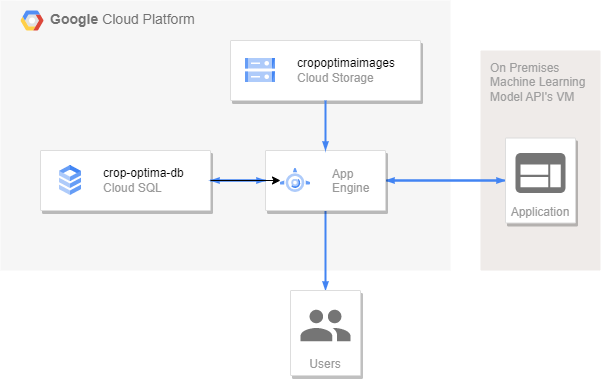 Google Cloud Platform
cropoptimaimages
Cloud Storage
On Premises
Machine Learning
Model API's VM
crop-optima-db
Cloud SQL
App
Engine
Application
Users